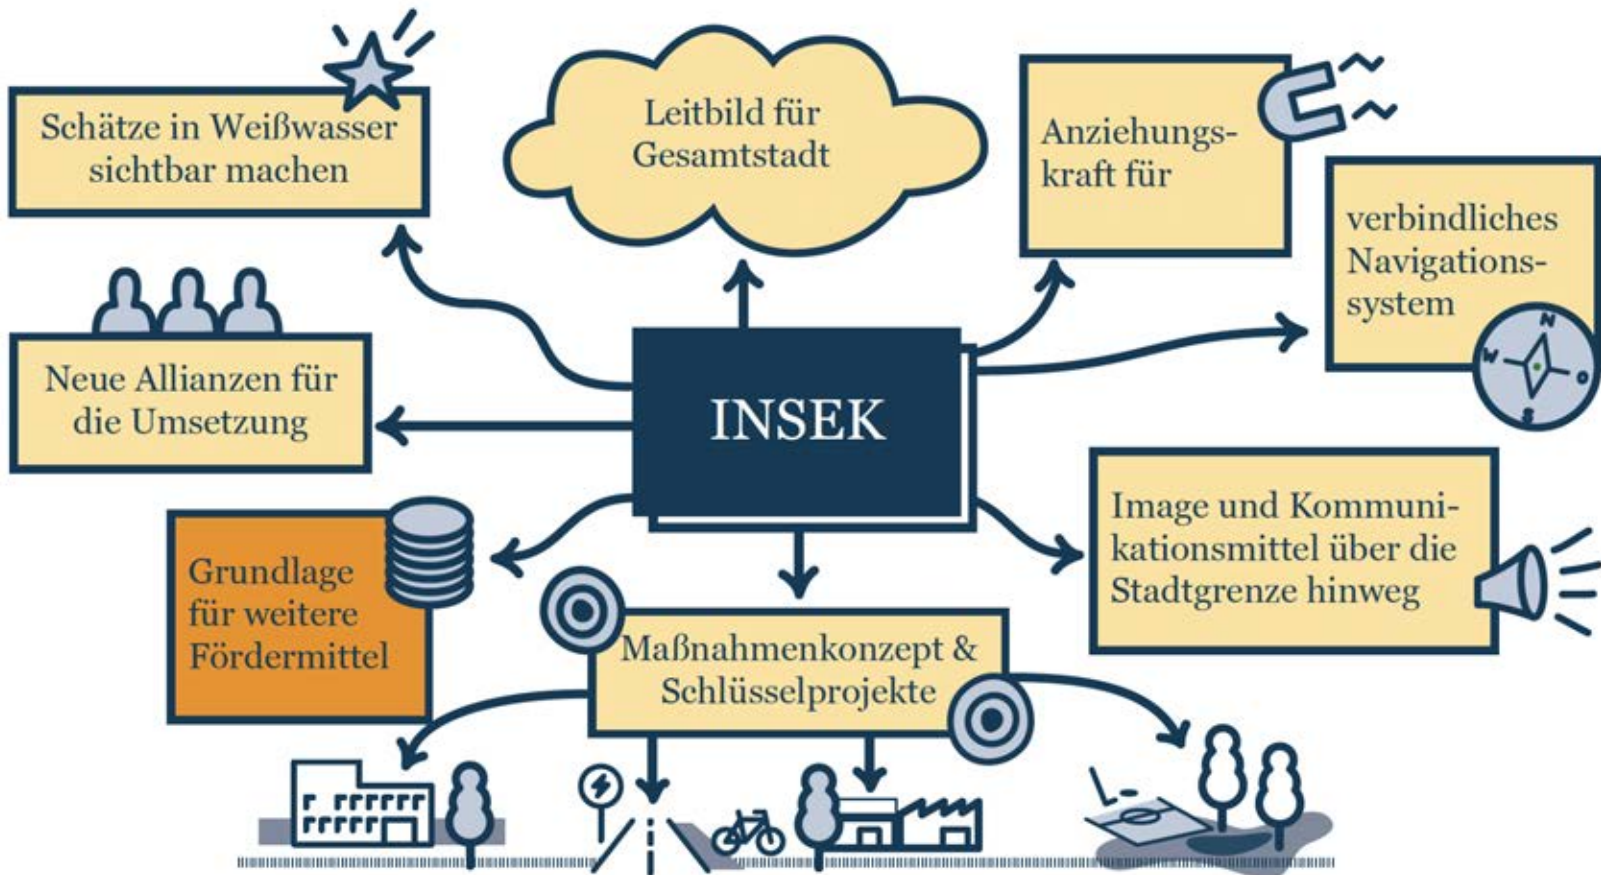 Schätze in Weißwasser
sichtbar machen
Leitbild für
Gesamtstadt
Anziehungs-
kraft für
verbindliches
Navigations-
system
N
W
O
S
Neue Allianzen für
die Umsetzung
INSEK
Image und Kommuni-
kationsmittel über die
Stadtgrenze hinweg
Grundlage
für weitere
Fördermittel
Maßnahmenkonzept &
Schlüsselprojekte